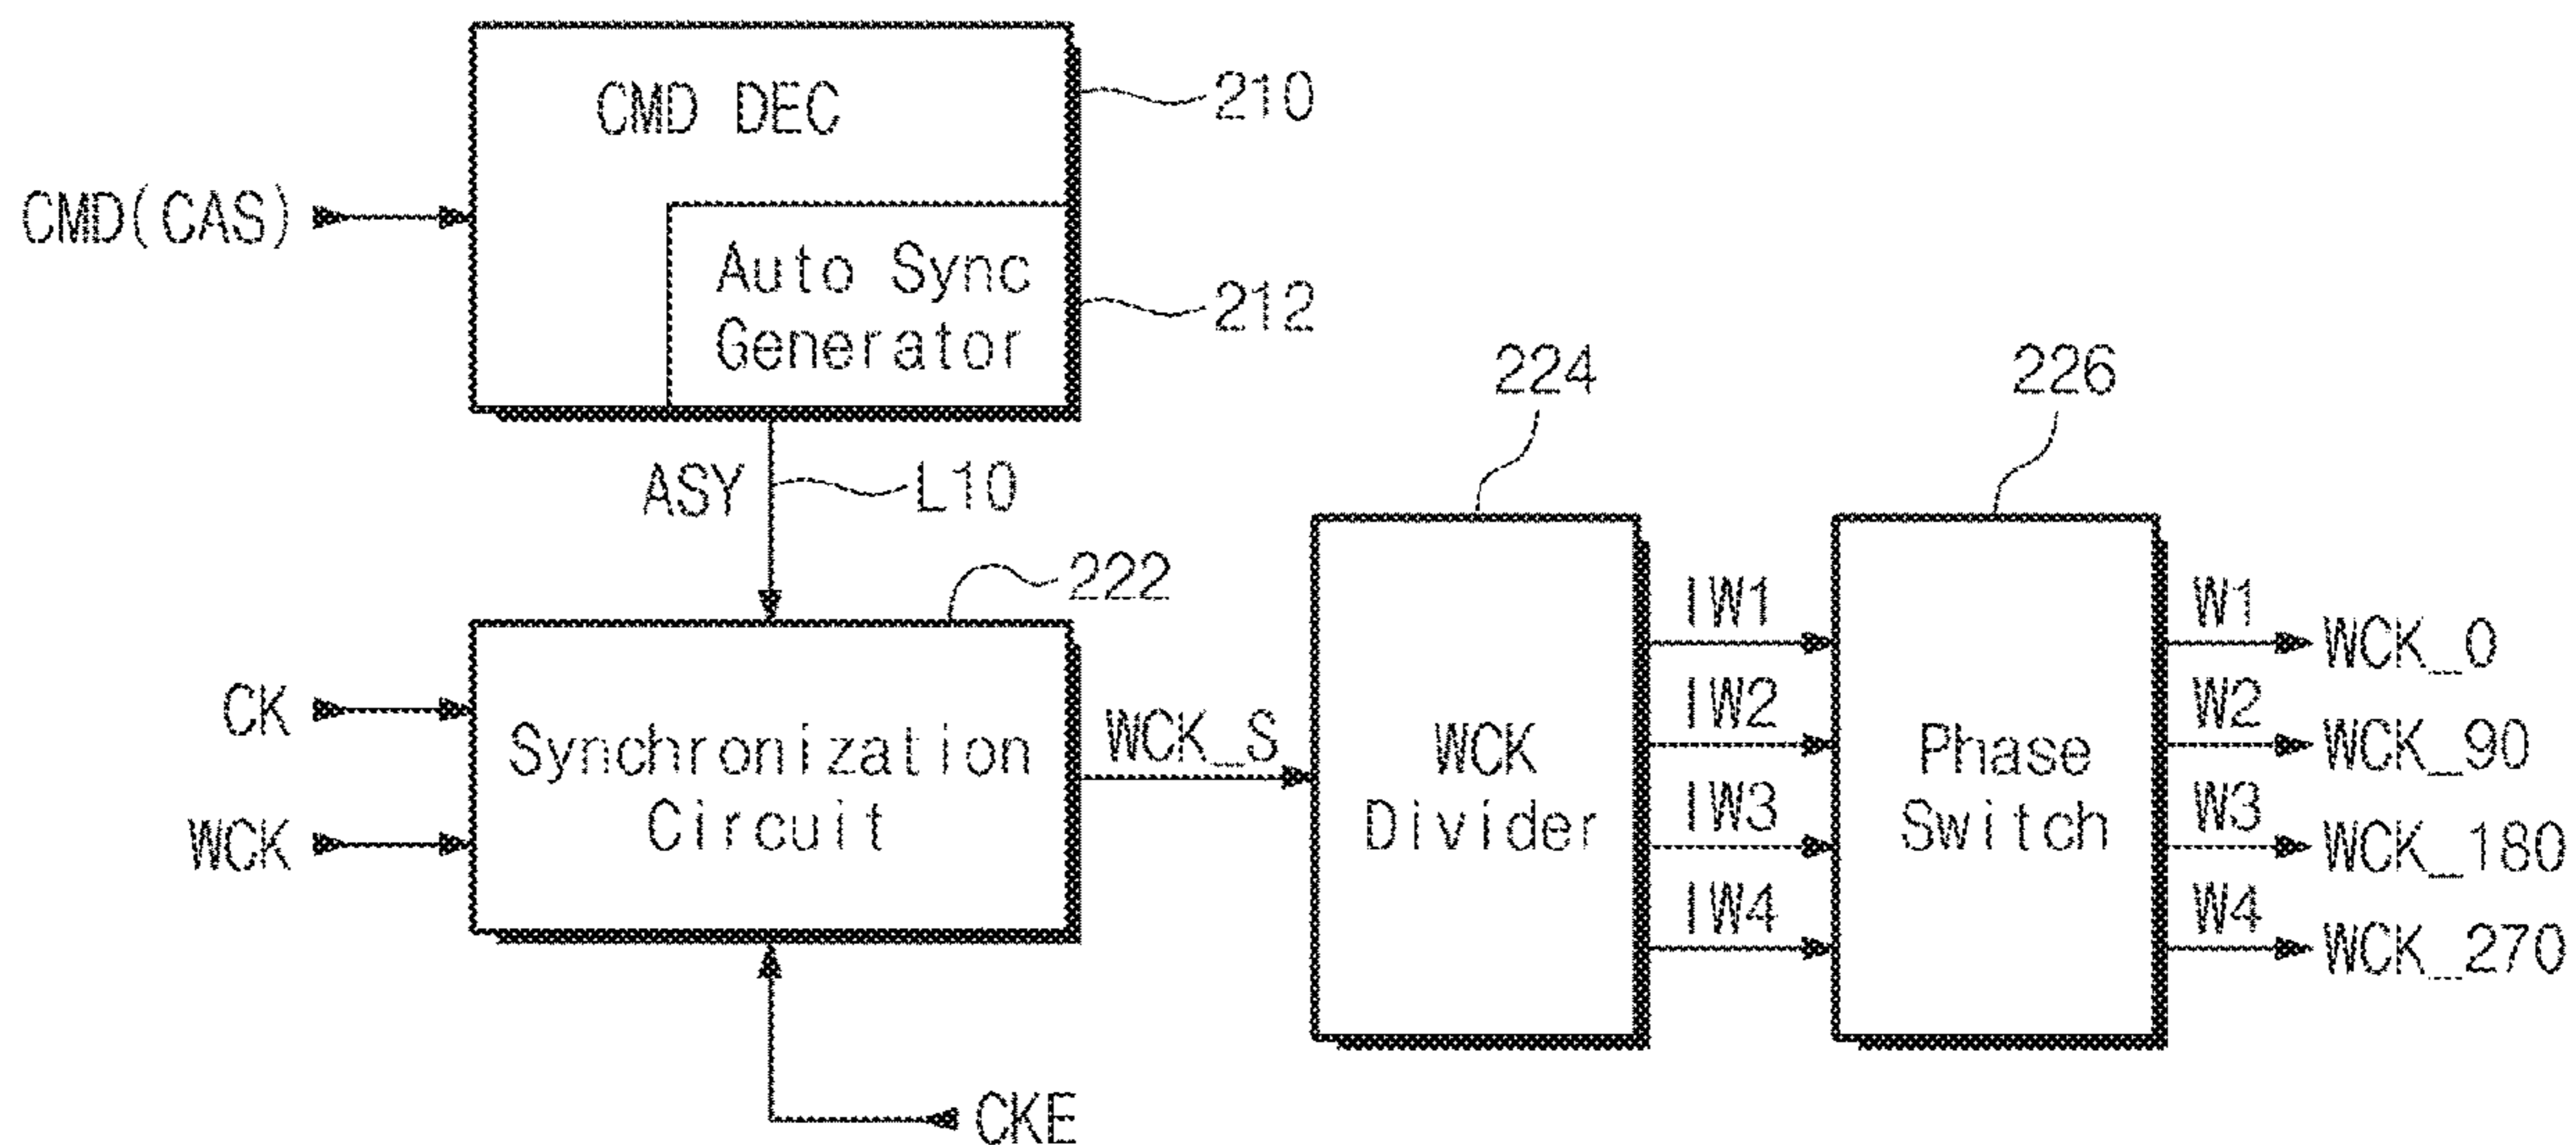 CMD DEC
210
CMD(CAS)
Auto Sync
Generator
212
ASY
L10
222
224
226
CK
WCK
Synchronization
Circuit
WCK_S
WCK
Divider
IW1
IW2
IW3
IW4
Phase
Switch
W1
WCK_0
W2
WCK_90
W3
WCK_180
W4
WCK_270
CKE